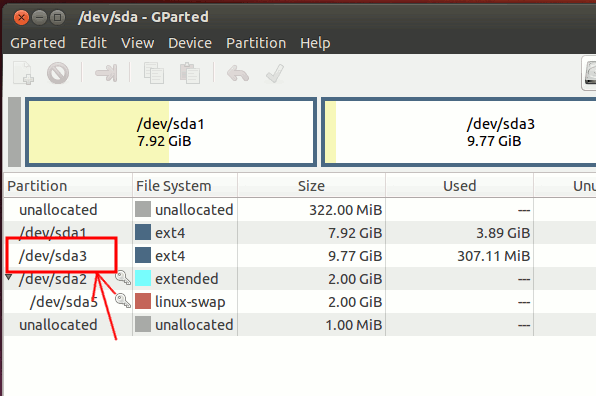 /dev/sda - GParted
GParted Edit View Device Partition Help
/dev/sda1
7.92 GiB
/dev/sda3
9.77 GiB
Partition File System Size Used Unu
unallocated unallocated 322.00 MiB ---
/dev/sda1 ext4 7.92 GiB 3.89 GiB
/dev/sda3 ext4 9.77 GiB 307.11 MiB
/dev/sda2 extended 2.00 GiB ---
/dev/sda5 linux-swap 2.00 GiB ---
unallocated unallocated 1.00 MiB ---